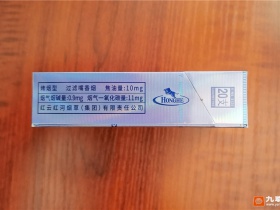 烤烟型 过滤嘴香烟 焦油量:10mg
烟气烟碱量:0.9mg 烟气一氧化碳量:11mg
红云红河烟草(集团)有限责任公司
HONGHE
20支